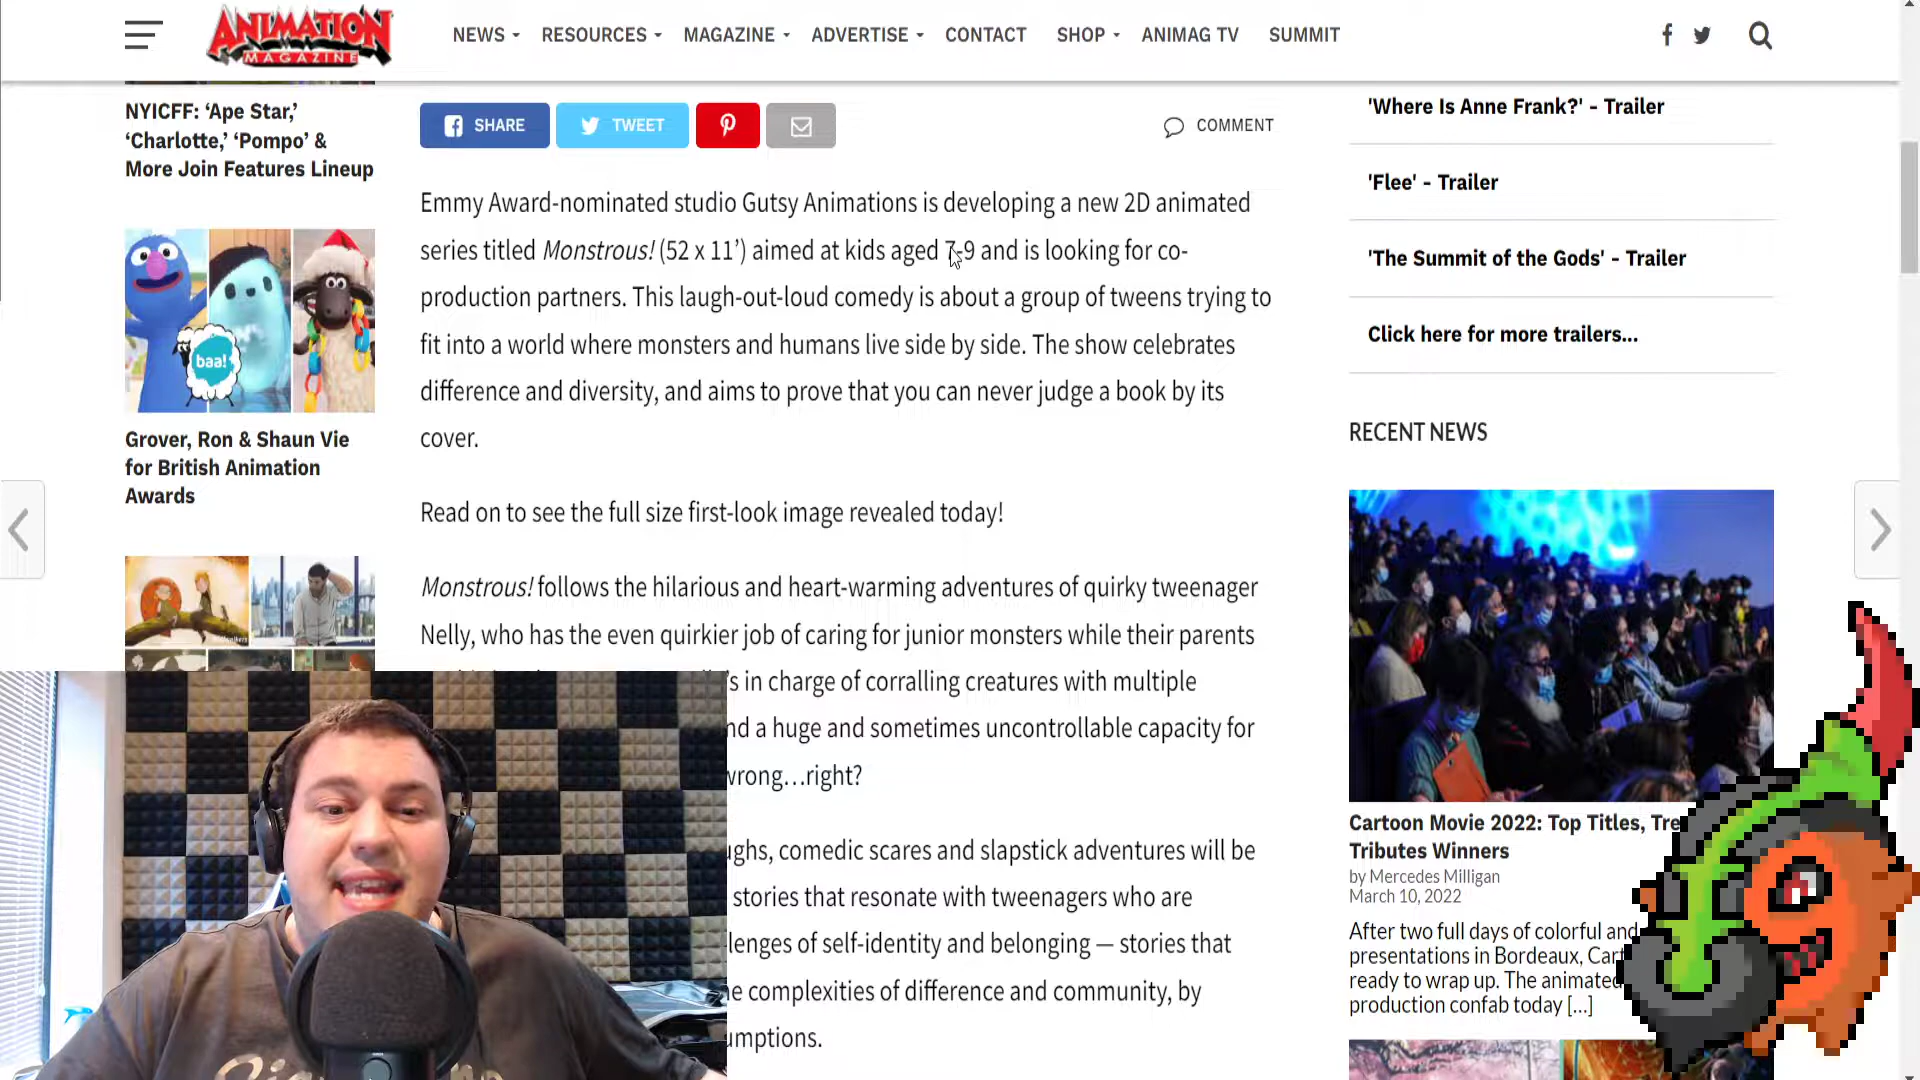 ANIMATION
MAGAZINE
NEWS
RESOURCES
MAGAZINE
ADVERTISE
CONTACT
SHOP
ANIMAG TV
SUMMIT
NYICFF: ‘Ape Star,’
‘Charlotte,’ ‘Pompo’ &
More Join Features Lineup
baa!
Grover, Ron & Shaun Vie
for British Animation
Awards
SHARE
TWEET
COMMENT
Emmy Award-nominated studio Gutsy Animations is developing a new 2D animated
series titled Monstrous! (52 x 11’) aimed at kids aged 7-9 and is looking for co-
production partners. This laugh-out-loud comedy is about a group of tweens trying to
fit into a world where monsters and humans live side by side. The show celebrates
difference and diversity, and aims to prove that you can never judge a book by its
cover.
Read on to see the full size first-look image revealed today!
Monstrous! follows the hilarious and heart-warming adventures of quirky tweenager
Nelly, who has the even quirkier job of caring for junior monsters while their parents
’s in charge of corralling creatures with multiple
nd a huge and sometimes uncontrollable capacity for
wrong…right?
ughs, comedic scares and slapstick adventures will be
stories that resonate with tweenagers who are
lenges of self-identity and belonging — stories that
he complexities of difference and community, by
umptions.
'Where Is Anne Frank?' - Trailer
'Flee' - Trailer
'The Summit of the Gods' - Trailer
Click here for more trailers...
RECENT NEWS
Cartoon Movie 2022: Top Titles, Tre
Tributes Winners
by Mercedes Milligan
March 10, 2022
After two full days of colorful and
presentations in Bordeaux, Cart
ready to wrap up. The animated
production confab today [...]